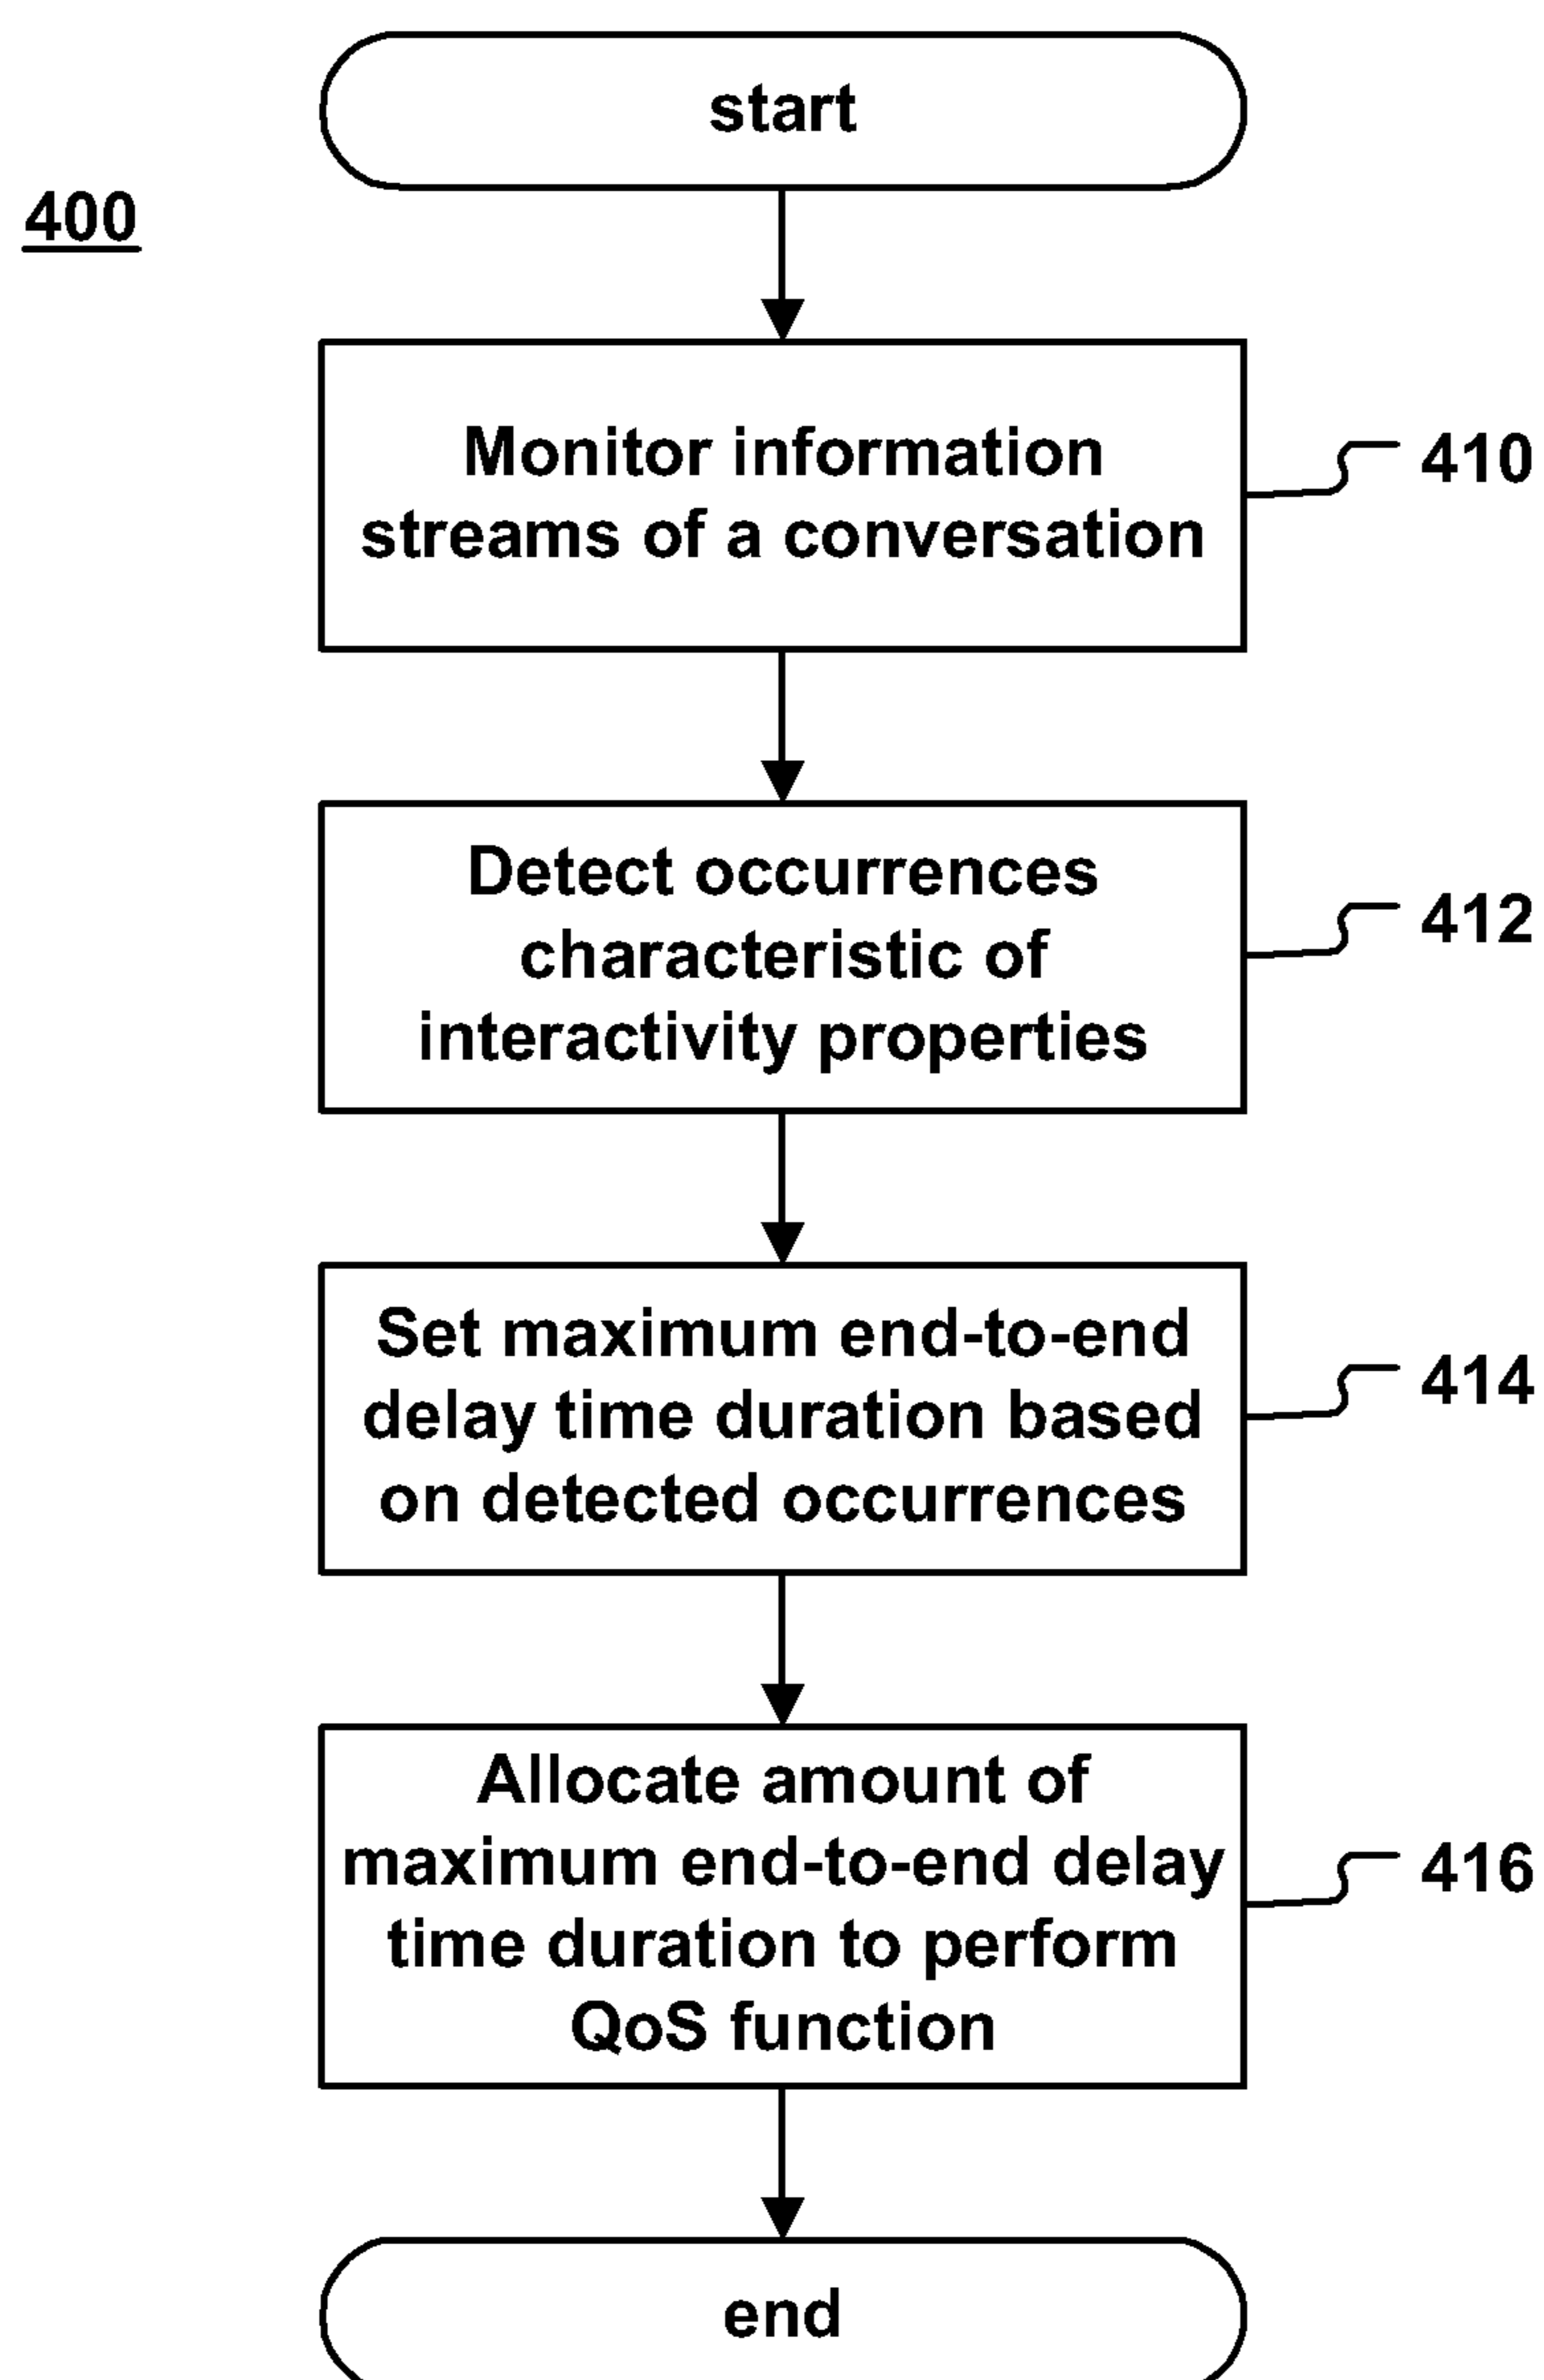 start
400
Monitor information
streams of a conversation
410
Detect occurrences
characteristic of
interactivity properties
412
Set maximum end-to-end
delay time duration based
on detected occurrences
414
Allocate amount of
maximum end-to-end delay
time duration to perform
QoS function
416
end